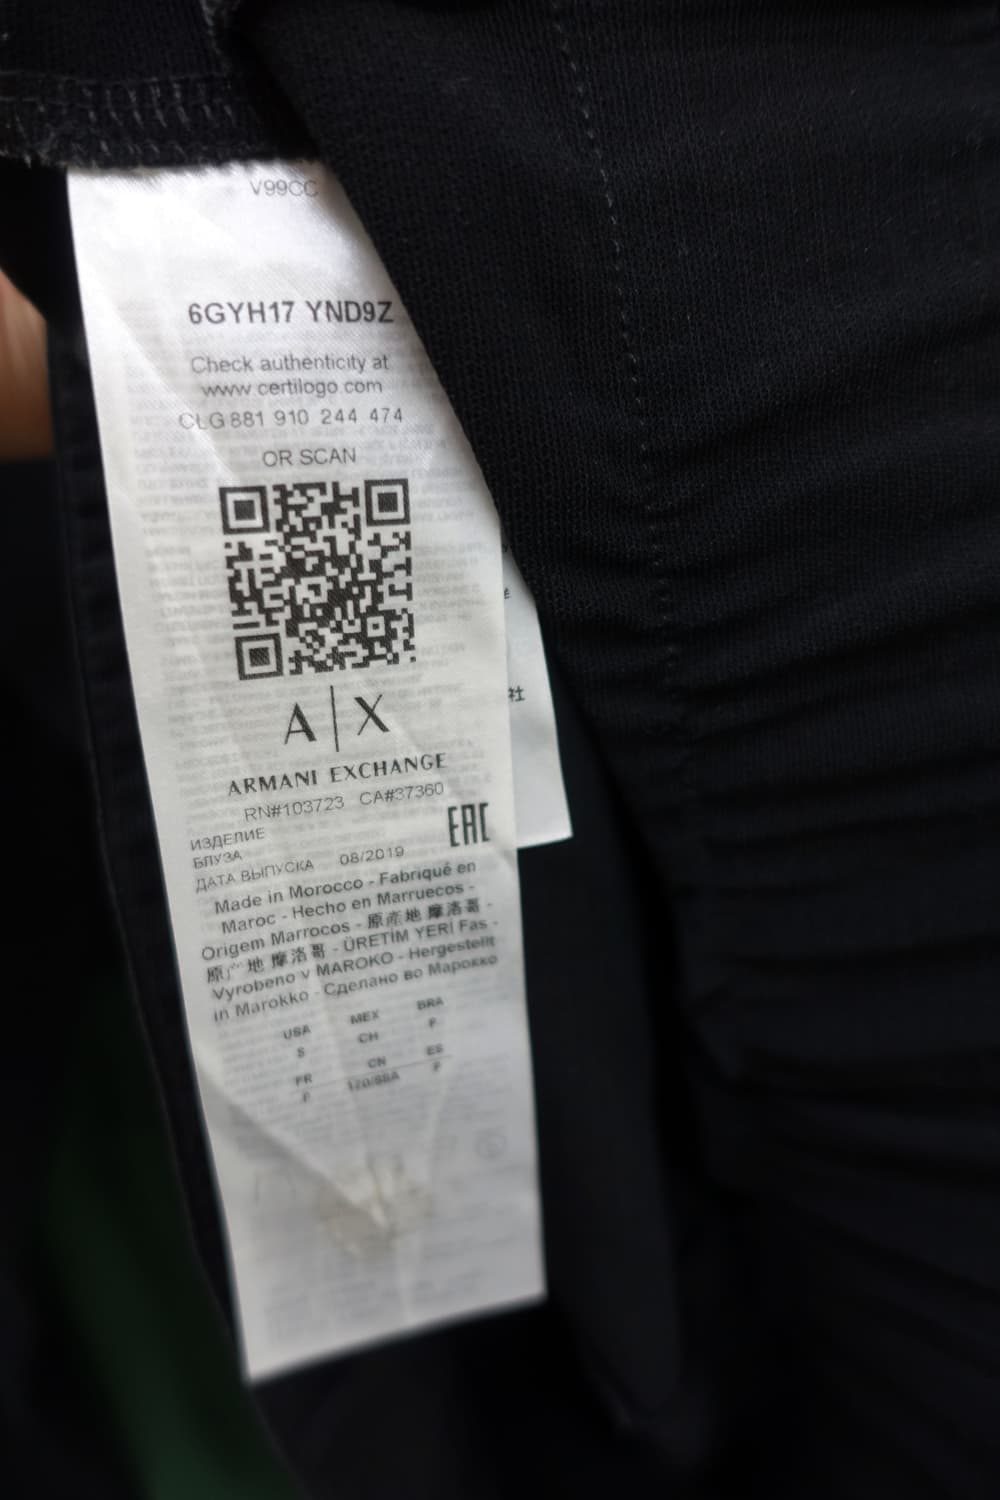 V99CC
6GYH17 YND9Z
Check authenticity at
www.certilogo.com
CLG 881 910 244 474
OR SCAN
A|X
ARMANI EXCHANGE
RN#103723 CA#37360
EAC
ИЗДЕЛИЕ
БЛУЗА
ДАТА ВЫПУСКА 08/2019
Made in Morocco - Fabriqué en
Maroc - Hecho en Marruecos -
Origem Marrocos - 原産地 摩洛哥 -
原产地 摩洛哥 - ÜRETİM YERİ Fas -
Vyrobeno v MAROKO - Hergestellt
in Marokko - Сделано во Марокко
USA MEX BRA
S CH P
FR CN ES
P 170/88A P
社